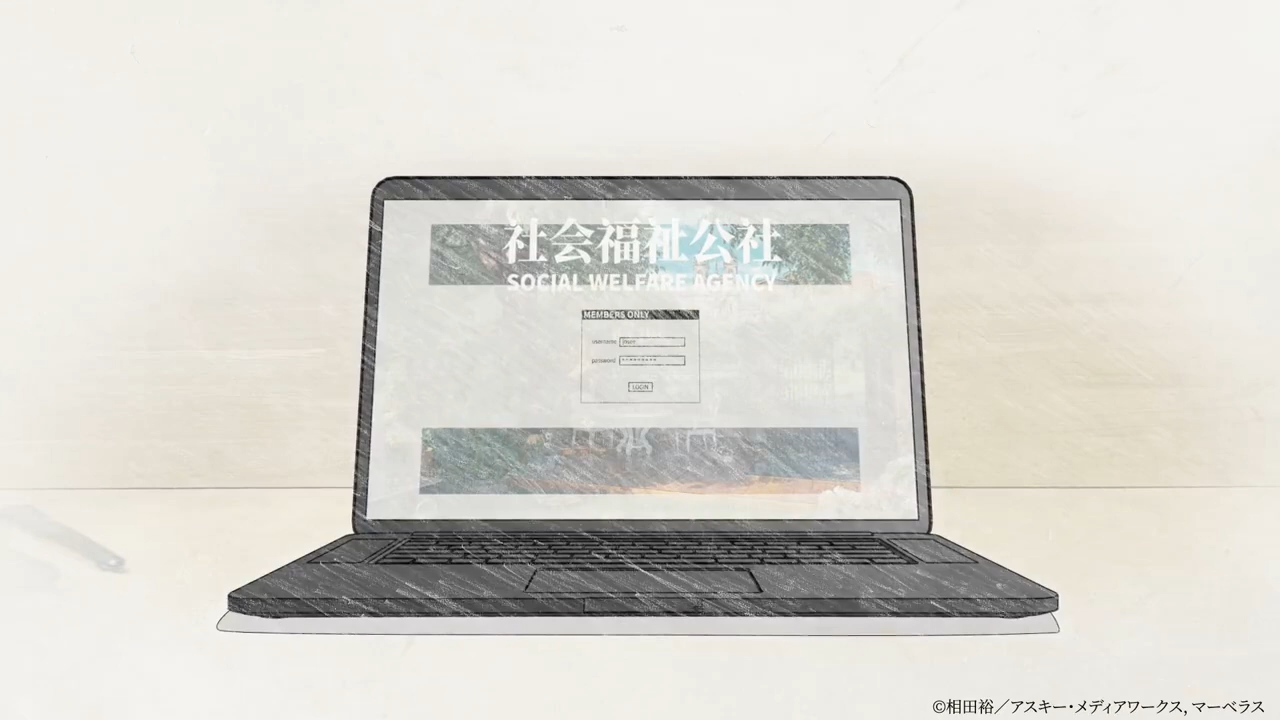 社会福祉公社
SOCIAL WELFARE AGENCY
MEMBERS ONLY
username
password
LOGIN
©相田裕／アスキー・メディアワークス, マーベラス